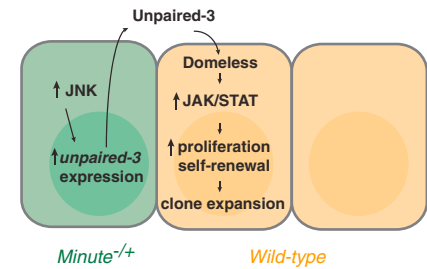 Unpaired-3
Domeless
↑ JNK
↑ JAK/STAT
↑ unpaired-3
expression
↑ proliferation
self-renewal
clone expansion
Minute-/+
Wild-type